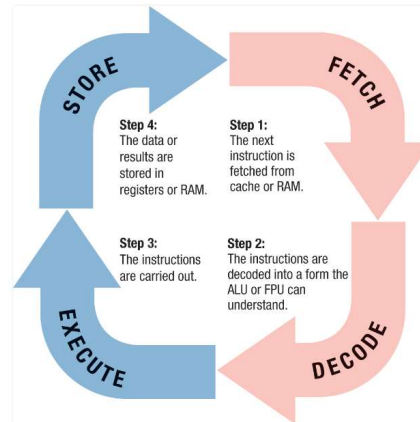 STORE
FETCH
Step 4:
The data or
results are
stored in
registers or RAM.
Step 1:
The next
instruction is
fetched from
cache or RAM.
Step 3:
The instructions
are carried out.
Step 2:
The instructions are
decoded into a form the
ALU or FPU can
understand.
EXECUTE
DECODE